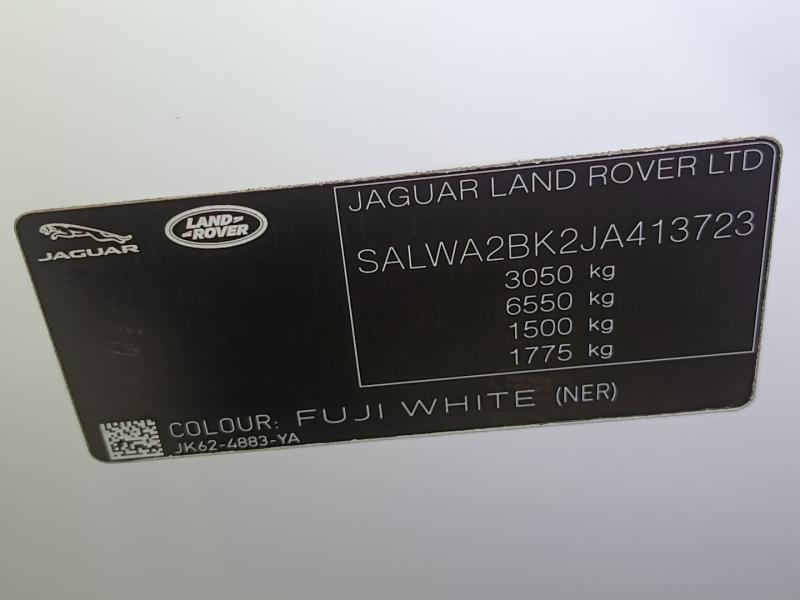 JAGUAR
LAND-
ROVER
JAGUAR LAND ROVER LTD
SALWA2BK2JA413723
3050 kg
6550 kg
1500 kg
1775 kg
COLOUR: FUJI WHITE (NER)
JK62-4883-YA